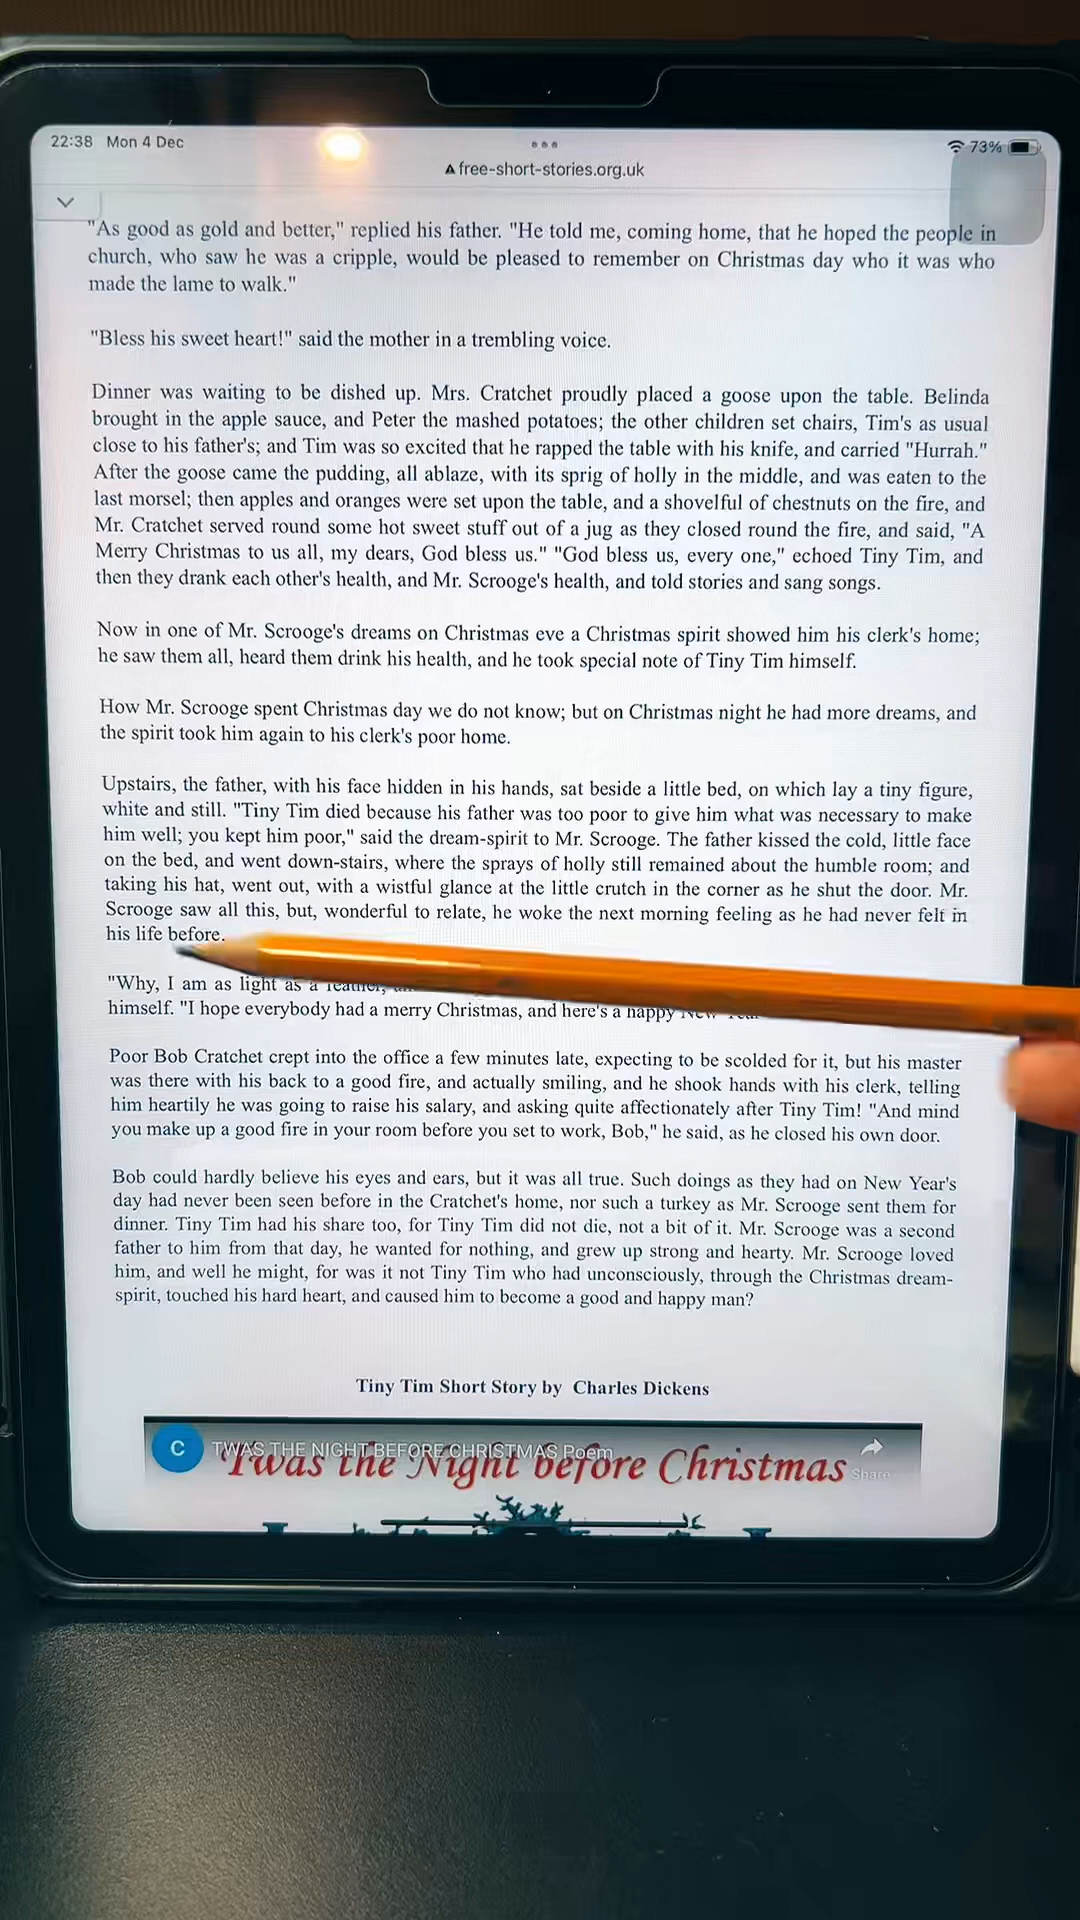 22:38 Mon 4 Dec
73%
free-short-stories.org.uk
"As good as gold and better," replied his father. "He told me, coming home, that he hoped the people in
church, who saw he was a cripple, would be pleased to remember on Christmas day who it was who
made the lame to walk."
"Bless his sweet heart!" said the mother in a trembling voice.
Dinner was waiting to be dished up. Mrs. Cratchet proudly placed a goose upon the table. Belinda
brought in the apple sauce, and Peter the mashed potatoes; the other children set chairs, Tim's as usual
close to his father's; and Tim was so excited that he rapped the table with his knife, and carried "Hurrah."
After the goose came the pudding, all ablaze, with its sprig of holly in the middle, and was eaten to the
last morsel; then apples and oranges were set upon the table, and a shovelful of chestnuts on the fire, and
Mr. Cratchet served round some hot sweet stuff out of a jug as they closed round the fire, and said, "A
Merry Christmas to us all, my dears, God bless us." "God bless us, every one," echoed Tiny Tim, and
then they drank each other's health, and Mr. Scrooge's health, and told stories and sang songs.
Now in one of Mr. Scrooge's dreams on Christmas eve a Christmas spirit showed him his clerk's home;
he saw them all, heard them drink his health, and he took special note of Tiny Tim himself.
How Mr. Scrooge spent Christmas day we do not know; but on Christmas night he had more dreams, and
the spirit took him again to his clerk's poor home.
Upstairs, the father, with his face hidden in his hands, sat beside a little bed, on which lay a tiny figure,
white and still. "Tiny Tim died because his father was too poor to give him what was necessary to make
him well; you kept him poor," said the dream-spirit to Mr. Scrooge. The father kissed the cold, little face
on the bed, and went down-stairs, where the sprays of holly still remained about the humble room; and
taking his hat, went out, with a wistful glance at the little crutch in the corner as he shut the door. Mr.
Scrooge saw all this, but, wonderful to relate, he woke the next morning feeling as he had never felt in
his life before.
"Why, I am as light as a feather,
himself. "I hope everybody had a merry Christmas, and here's a happy New
Poor Bob Cratchet crept into the office a few minutes late, expecting to be scolded for it, but his master
was there with his back to a good fire, and actually smiling, and he shook hands with his clerk, telling
him heartily he was going to raise his salary, and asking quite affectionately after Tiny Tim! "And mind
you make up a good fire in your room before you set to work, Bob," he said, as he closed his own door.
Bob could hardly believe his eyes and ears, but it was all true. Such doings as they had on New Year's
day had never been seen before in the Cratchet's home, nor such a turkey as Mr. Scrooge sent them for
dinner. Tiny Tim had his share too, for Tiny Tim did not die, not a bit of it. Mr. Scrooge was a second
father to him from that day, he wanted for nothing, and grew up strong and hearty. Mr. Scrooge loved
him, and well he might, for was it not Tiny Tim who had unconsciously, through the Christmas dream-
spirit, touched his hard heart, and caused him to become a good and happy man?
Tiny Tim Short Story by Charles Dickens
C TWAS THE NIGHT BEFORE CHRISTMAS Poem
'Twas the Night before Christmas
Share